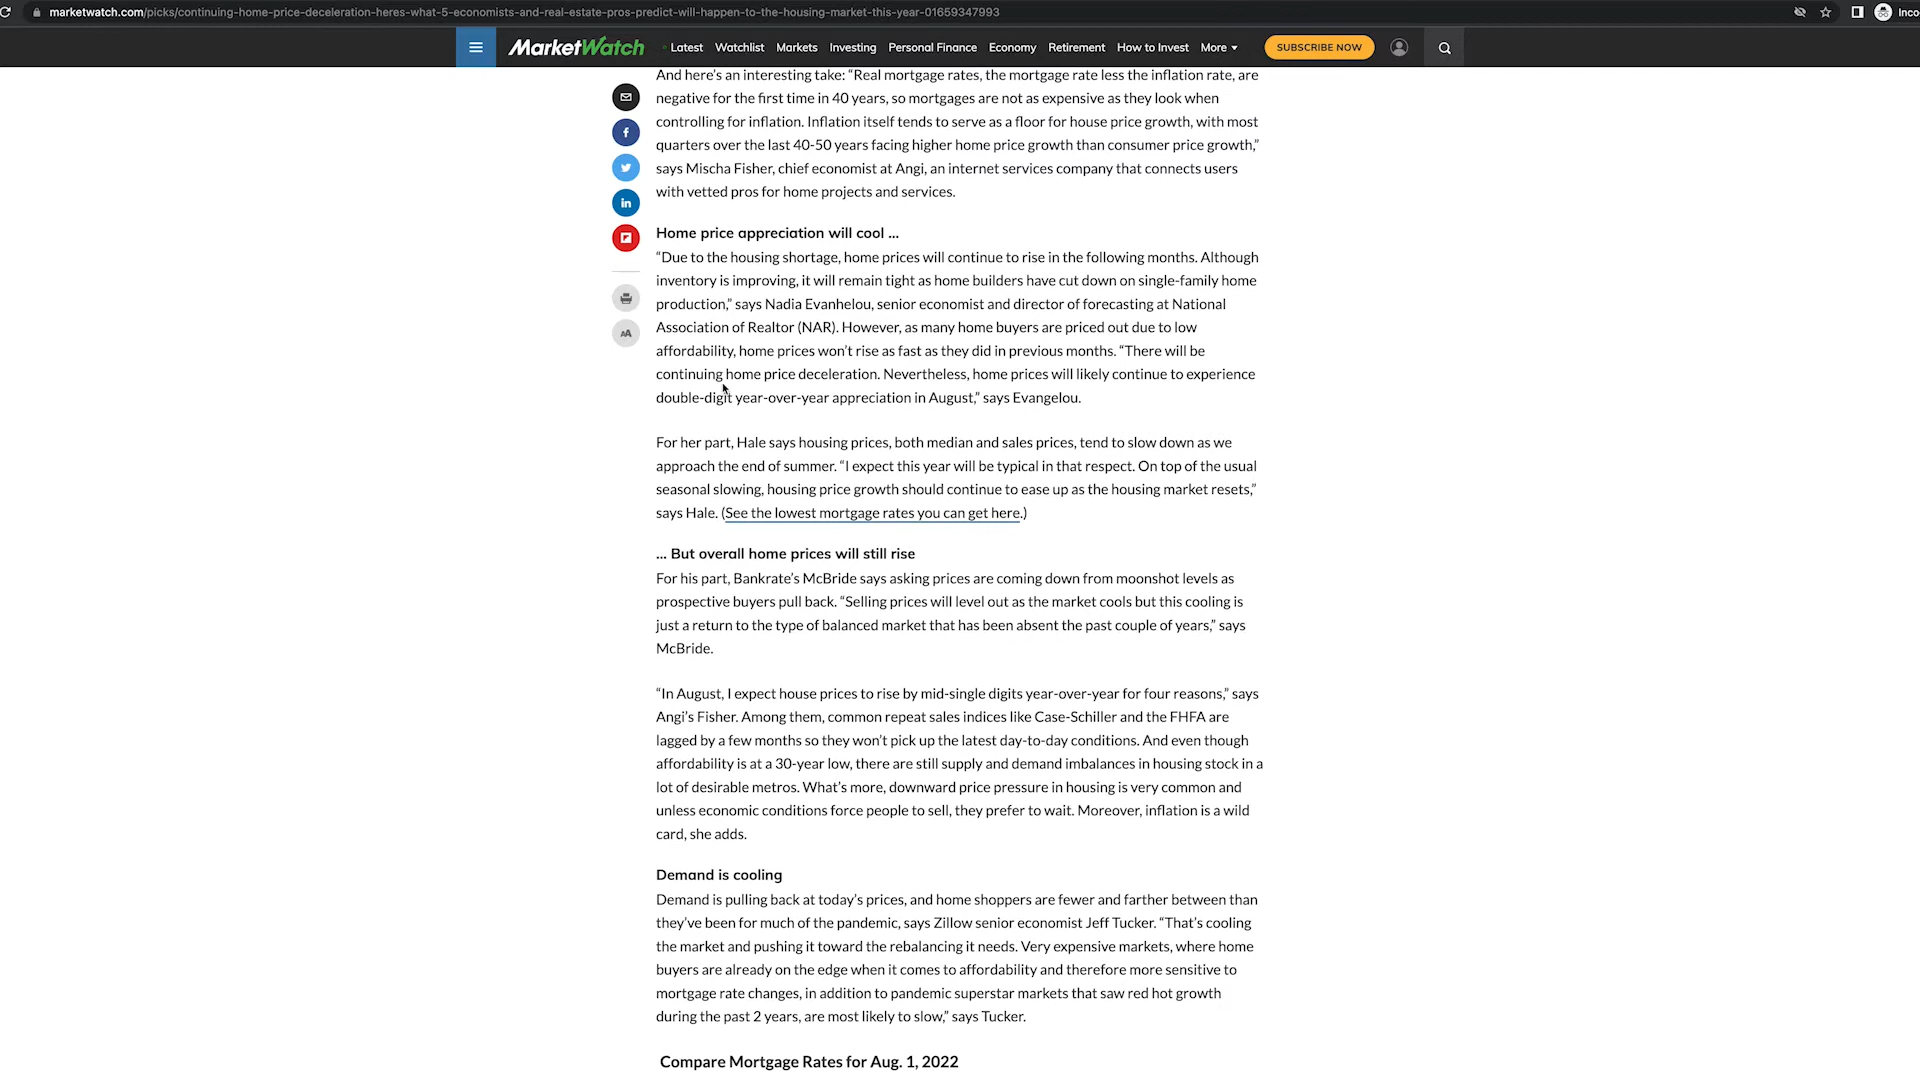 marketwatch.com/picks/continuing-home-price-deceleration-heres-what-5-economists-and-real-estate-pros-predict-will-happen-to-the-housing-market-this-year-01659347993
Inco
MarketWatch Latest Watchlist Markets Investing Personal Finance Economy Retirement How to Invest More SUBSCRIBE NOW
And here’s an interesting take: “Real mortgage rates, the mortgage rate less the inflation rate, are
negative for the first time in 40 years, so mortgages are not as expensive as they look when
controlling for inflation. Inflation itself tends to serve as a floor for house price growth, with most
quarters over the last 40-50 years facing higher home price growth than consumer price growth,”
says Mischa Fisher, chief economist at Angi, an internet services company that connects users
with vetted pros for home projects and services.
Home price appreciation will cool …
“Due to the housing shortage, home prices will continue to rise in the following months. Although
inventory is improving, it will remain tight as home builders have cut down on single-family home
production,” says Nadia Evanhelou, senior economist and director of forecasting at National
Association of Realtor (NAR). However, as many home buyers are priced out due to low
affordability, home prices won’t rise as fast as they did in previous months. “There will be
continuing home price deceleration. Nevertheless, home prices will likely continue to experience
double-digit year-over-year appreciation in August,” says Evangelou.
For her part, Hale says housing prices, both median and sales prices, tend to slow down as we
approach the end of summer. “I expect this year will be typical in that respect. On top of the usual
seasonal slowing, housing price growth should continue to ease up as the housing market resets,”
says Hale. (See the lowest mortgage rates you can get here.)
… But overall home prices will still rise
For his part, Bankrate’s McBride says asking prices are coming down from moonshot levels as
prospective buyers pull back. “Selling prices will level out as the market cools but this cooling is
just a return to the type of balanced market that has been absent the past couple of years,” says
McBride.
“In August, I expect house prices to rise by mid-single digits year-over-year for four reasons,” says
Angi’s Fisher. Among them, common repeat sales indices like Case-Schiller and the FHFA are
lagged by a few months so they won’t pick up the latest day-to-day conditions. And even though
affordability is at a 30-year low, there are still supply and demand imbalances in housing stock in a
lot of desirable metros. What’s more, downward price pressure in housing is very common and
unless economic conditions force people to sell, they prefer to wait. Moreover, inflation is a wild
card, she adds.
Demand is cooling
Demand is pulling back at today’s prices, and home shoppers are fewer and farther between than
they’ve been for much of the pandemic, says Zillow senior economist Jeff Tucker. “That’s cooling
the market and pushing it toward the rebalancing it needs. Very expensive markets, where home
buyers are already on the edge when it comes to affordability and therefore more sensitive to
mortgage rate changes, in addition to pandemic superstar markets that saw red hot growth
during the past 2 years, are most likely to slow,” says Tucker.
Compare Mortgage Rates for Aug. 1, 2022